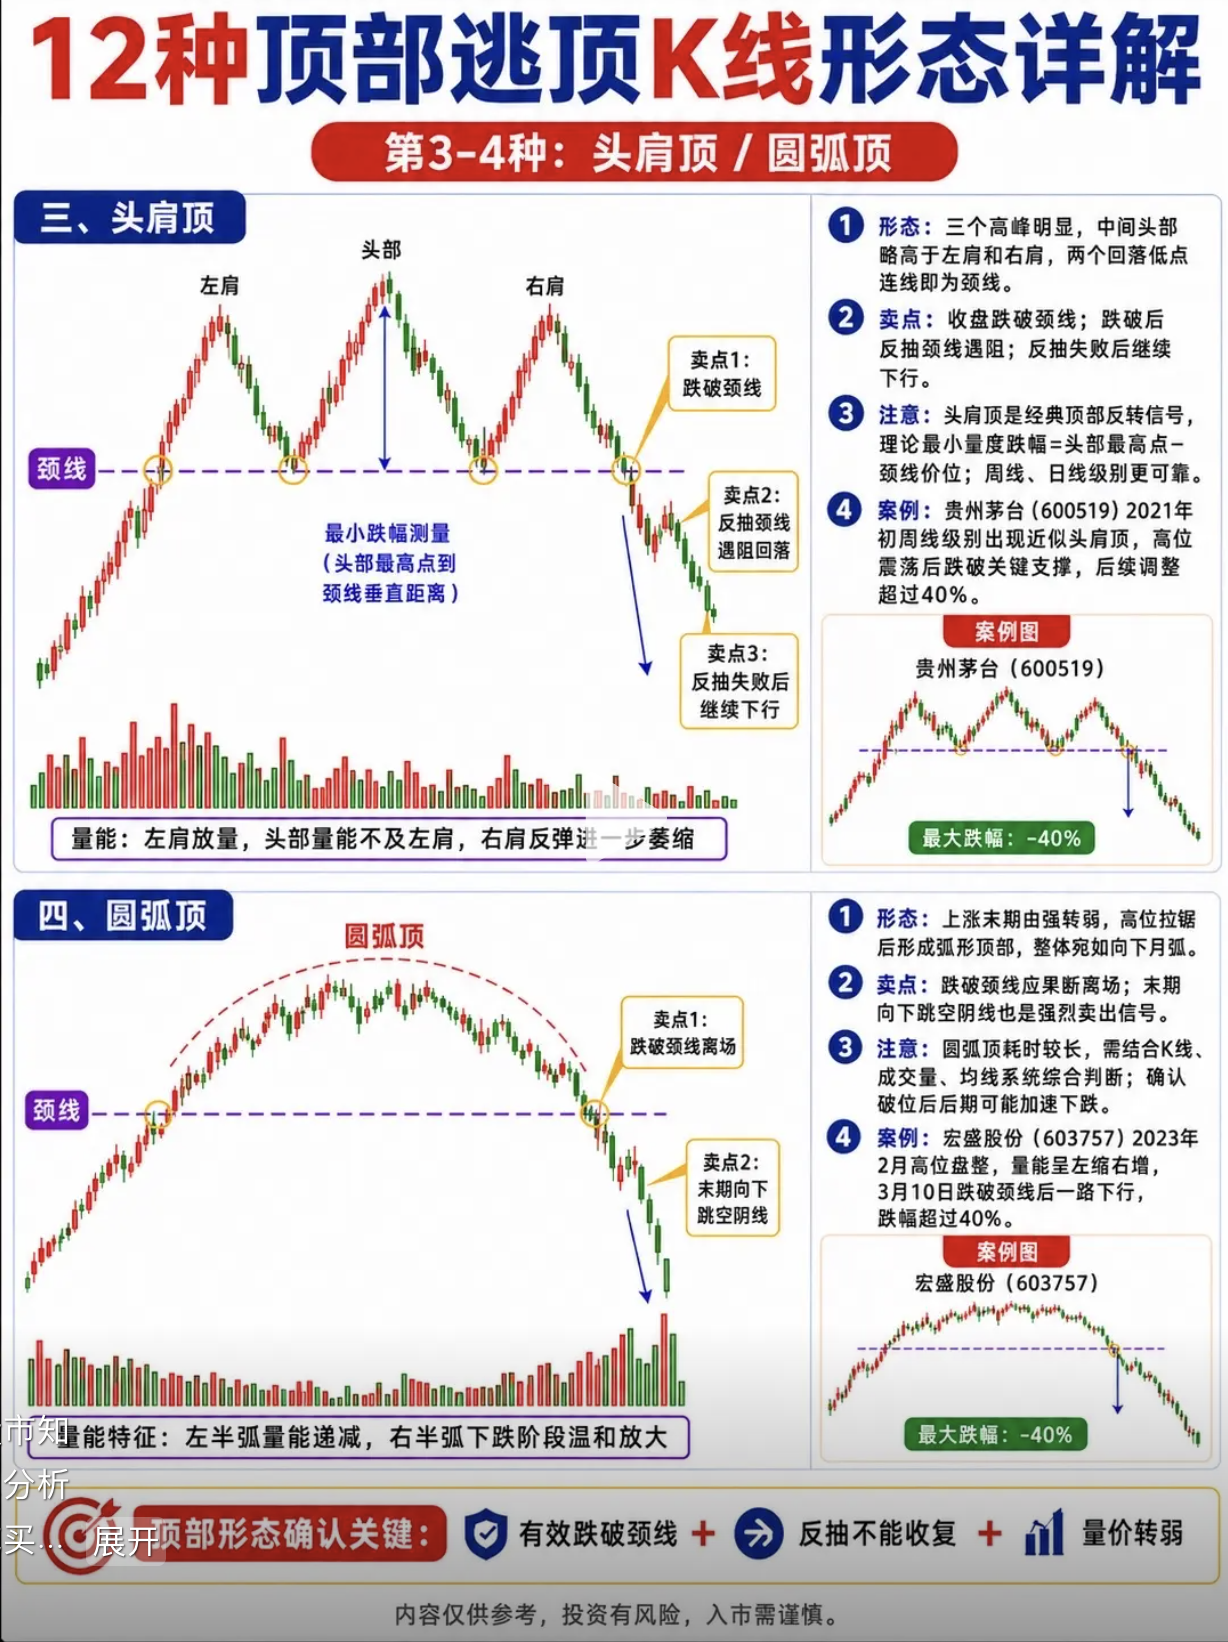 12种顶部逃顶K线形态详解
第3-4种：头肩顶 / 圆弧顶
三、头肩顶
头部
左肩
右肩
卖点1：
跌破颈线
颈线
卖点2：
反抽颈线
遇阻回落
最小跌幅测量
（头部最高点到
颈线垂直距离）
卖点3：
反抽失败后
继续下行
量能：左肩放量，头部量能不及左肩，右肩反弹进一步萎缩
1 形态：三个高峰明显，中间头部
略高于左肩和右肩，两个回落低点
连线即为颈线。
2 卖点：收盘跌破颈线；跌破后
反抽颈线遇阻；反抽失败后继续
下行。
3 注意：头肩顶是经典顶部反转信号，
理论最小量度跌幅=头部最高点-
颈线价位；周线、日线级别更可靠。
4 案例：贵州茅台（600519）2021年
初周线级别出现近似头肩顶，高位
震荡后跌破关键支撑，后续调整
超过40%。
案例图
贵州茅台（600519）
最大跌幅：-40%
四、圆弧顶
圆弧顶
卖点1：
跌破颈线离场
颈线
卖点2：
末期向下
跳空阴线
量能特征：左半弧量能递减，右半弧下跌阶段温和放大
1 形态：上涨末期由强转弱，高位拉锯
后形成弧形顶部，整体宛如向下月弧。
2 卖点：跌破颈线应果断离场；末期
向下跳空阴线也是强烈卖出信号。
3 注意：圆弧顶耗时较长，需结合K线、
成交量、均线系统综合判断；确认
破位后后期可能加速下跌。
4 案例：宏盛股份（603757）2023年
2月高位盘整，量能呈左缩右增，
3月10日跌破颈线后一路下行，
跌幅超过40%。
案例图
宏盛股份（603757）
最大跌幅：-40%
市知
分析
买... 展开
顶部形态确认关键： 有效跌破颈线 + 反抽不能收复 + 量价转弱
内容仅供参考，投资有风险，入市需谨慎。